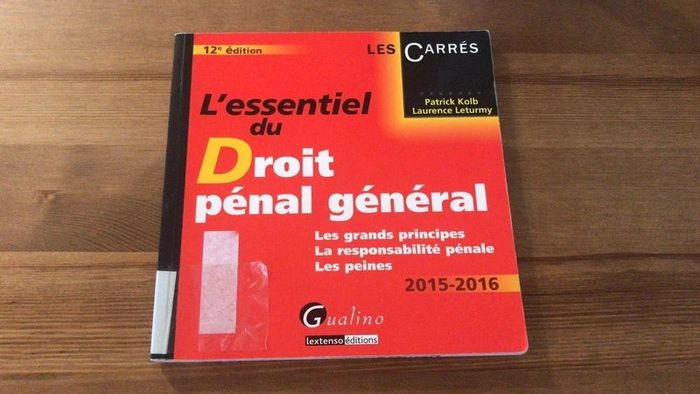 12e édition
LES CARRÉS
Patrick Kolb
Laurence Leturmy
L'essentiel
du
Droit
pénal général
Les grands principes
La responsabilité pénale
Les peines
2015-2016
Gualino
lextenso éditions